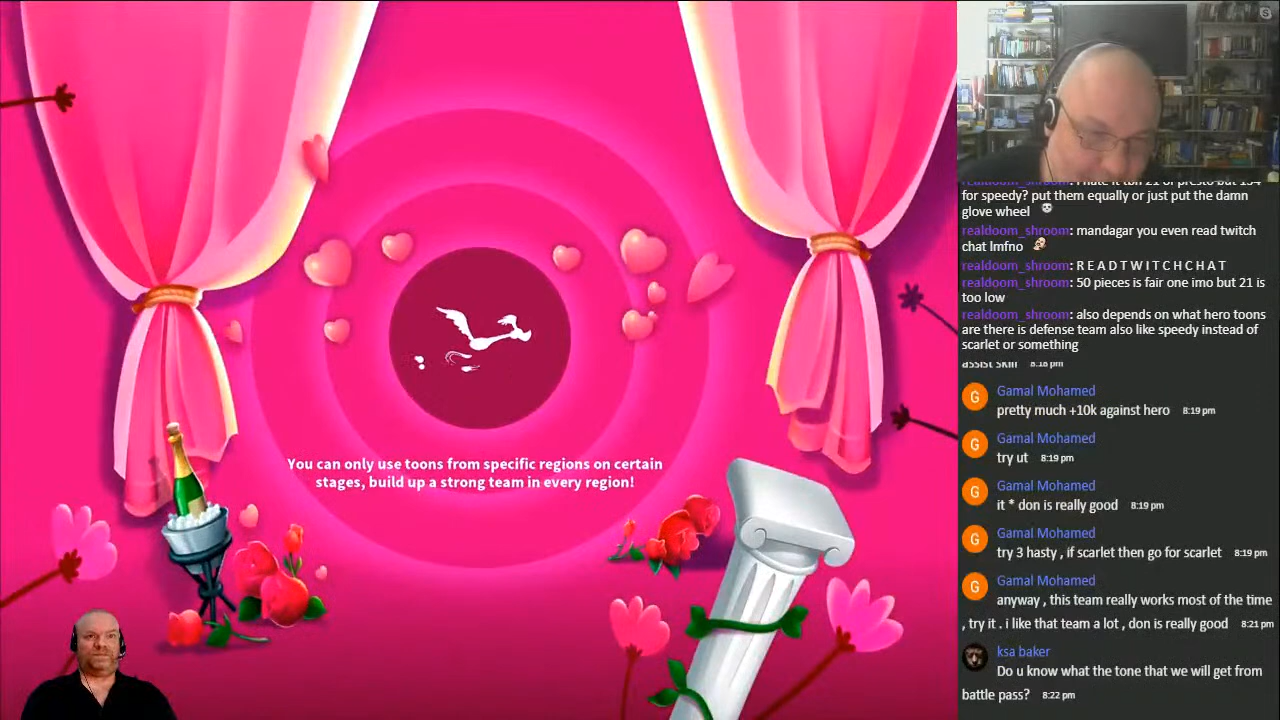 You can only use toons from specific regions on certain
stages, build up a strong team in every region!
for speedy? put them equally or just put the damn
glove wheel
realdoom_shroom: mandagar you even read twitch
chat lmfno
realdoom_shroom: R E A D T W I T C H C H A T
realdoom_shroom: 50 pieces is fair one imo but 21 is
too low
realdoom_shroom: also depends on what hero toons
are there is defense team also like speedy instead of
scarlet or something
assist skin 8:18 pm
G
Gamal Mohamed
pretty much +10k against hero 8:19 pm
G
Gamal Mohamed
try ut 8:19 pm
G
Gamal Mohamed
it * don is really good 8:19 pm
G
Gamal Mohamed
try 3 hasty , if scarlet then go for scarlet 8:19 pm
G
Gamal Mohamed
anyway , this team really works most of the time
, try it . i like that team a lot , don is really good 8:21 pm
ksa baker
Do u know what the tone that we will get from
battle pass? 8:22 pm